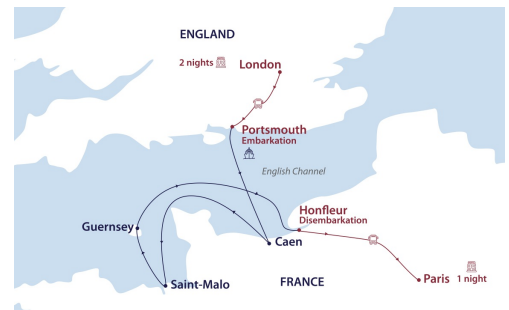 ENGLAND
2 nights
London
Portsmouth
Embarkation
English Channel
Honfleur
Disembarkation
Guernsey
Caen
Saint-Malo
FRANCE
Paris
1 night